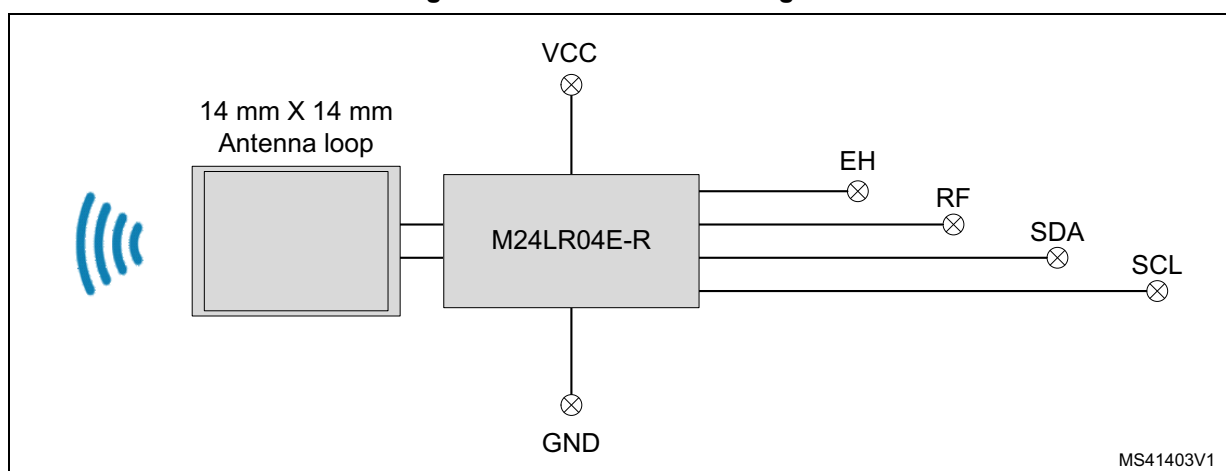 VCC
14 mm X 14 mm
Antenna loop
EH
RF
M24LR04E-R
SDA
SCL
GND
MS41403V1